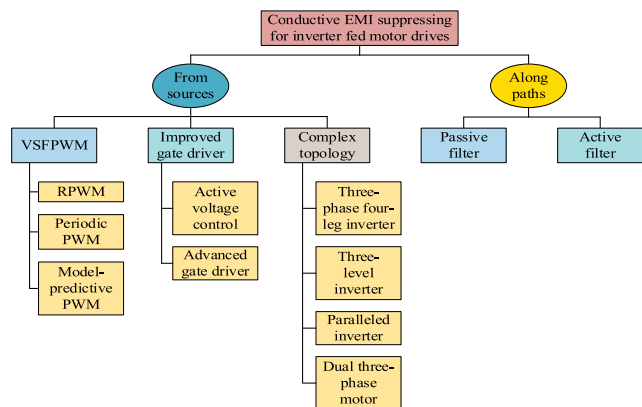 Conductive EMI suppressing
for inverter fed motor drives
From
sources
Along
paths
VSFPWM
Improved
gate driver
Complex
topology
Passive
filter
Active
filter
RPWM
Periodic
PWM
Model-
predictive PWM
Active
voltage
control
Advanced
gate driver
Three-
phase four-
leg inverter
Three-
level
inverter
Paralleled
inverter
Dual three-
phase
motor